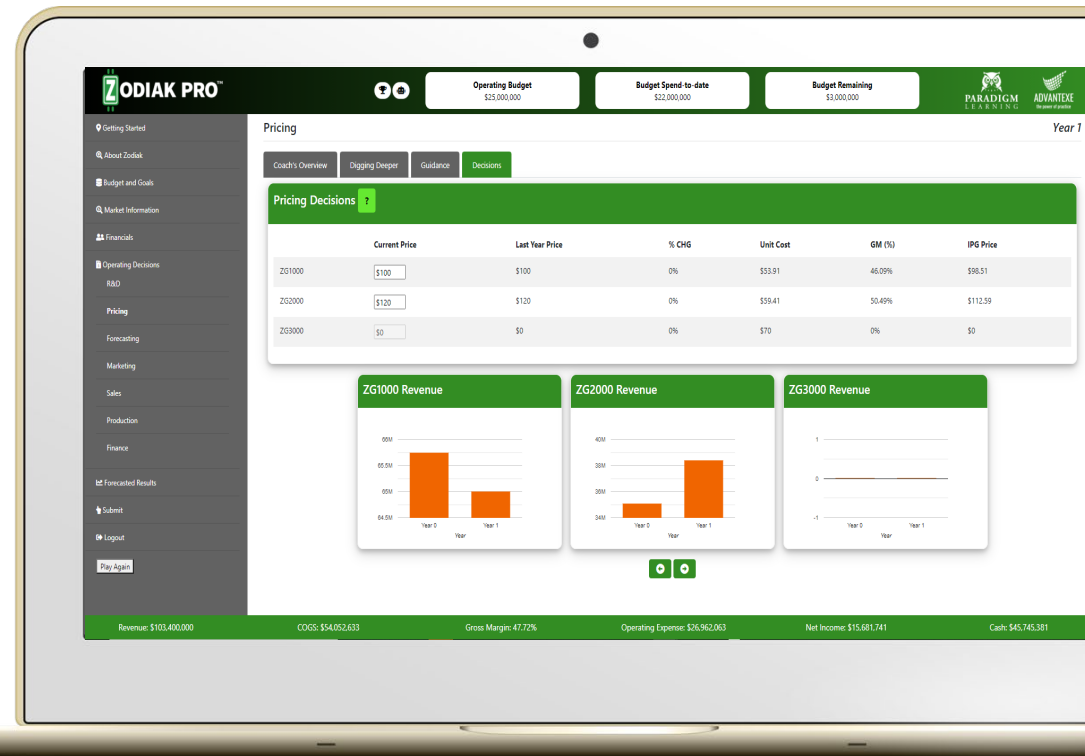 ZODIAK PRO™
Operating Budget
$25,000,000
Budget Spend-to-date
$22,000,000
Budget Remaining
$3,000,000
PARADIGM
LEARNING
ADVANTEXE
the power of practice
Getting Started
About Zodiak
Budget and Goals
Market Information
Financials
Operating Decisions
R&D
Pricing
Forecasting
Marketing
Sales
Production
Finance
Forecasted Results
Submit
Logout
Play Again
Pricing
Year 1
Coach's Overview Digging Deeper Guidance Decisions
Pricing Decisions ?
Current Price Last Year Price % CHG Unit Cost GM (%) IPG Price
ZG1000 $100 $100 0% $53.91 46.09% $98.51
ZG2000 $120 $120 0% $59.41 50.49% $112.59
ZG3000 $0 $0 0% $70 0% $0
ZG1000 Revenue
66M
65.5M
65M
64.5M
Year 0 Year 1
Year
ZG2000 Revenue
40M
38M
36M
34M
Year 0 Year 1
Year
ZG3000 Revenue
1
0
-1
Year 0 Year 1
Year
Revenue: $103,400,000 COGS: $54,052,633 Gross Margin: 47.72% Operating Expense: $26,962,063 Net Income: $15,681,741 Cash: $45,745,381